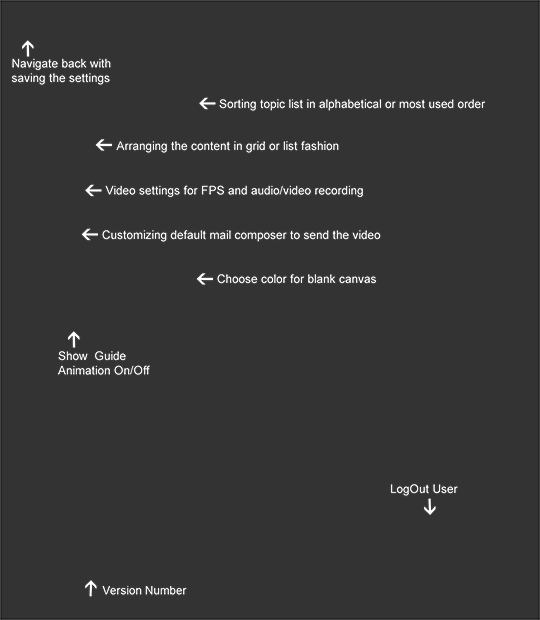 Navigate back with
saving the settings
Sorting topic list in alphabetical or most used order
Arranging the content in grid or list fashion
Video settings for FPS and audio/video recording
Customizing default mail composer to send the video
Choose color for blank canvas
Show Guide
Animation On/Off
LogOut User
Version Number